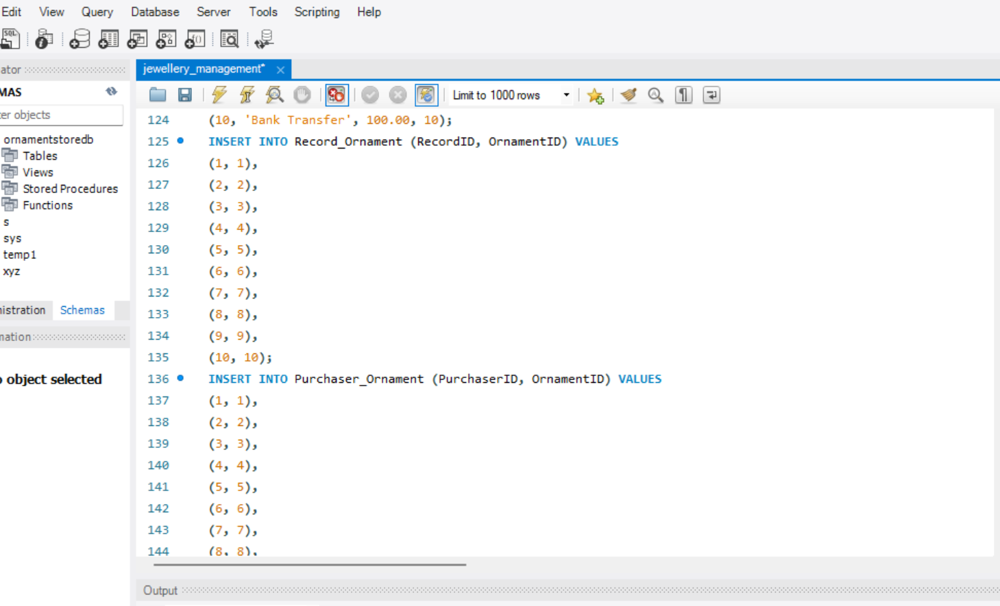 Edit View Query Database Server Tools Scripting Help
SQL
ator
jewellery_management*
MAS
Limit to 1000 rows
er objects
ornamentstoredb
Tables
Views
Stored Procedures
Functions
s
sys
temp1
xyz
istration Schemas
mation
object selected
124 (10, 'Bank Transfer', 100.00, 10);
125 INSERT INTO Record_Ornament (RecordID, OrnamentID) VALUES
126 (1, 1),
127 (2, 2),
128 (3, 3),
129 (4, 4),
130 (5, 5),
131 (6, 6),
132 (7, 7),
133 (8, 8),
134 (9, 9),
135 (10, 10);
136 INSERT INTO Purchaser_Ornament (PurchaserID, OrnamentID) VALUES
137 (1, 1),
138 (2, 2),
139 (3, 3),
140 (4, 4),
141 (5, 5),
142 (6, 6),
143 (7, 7),
144 (8, 8),
Output